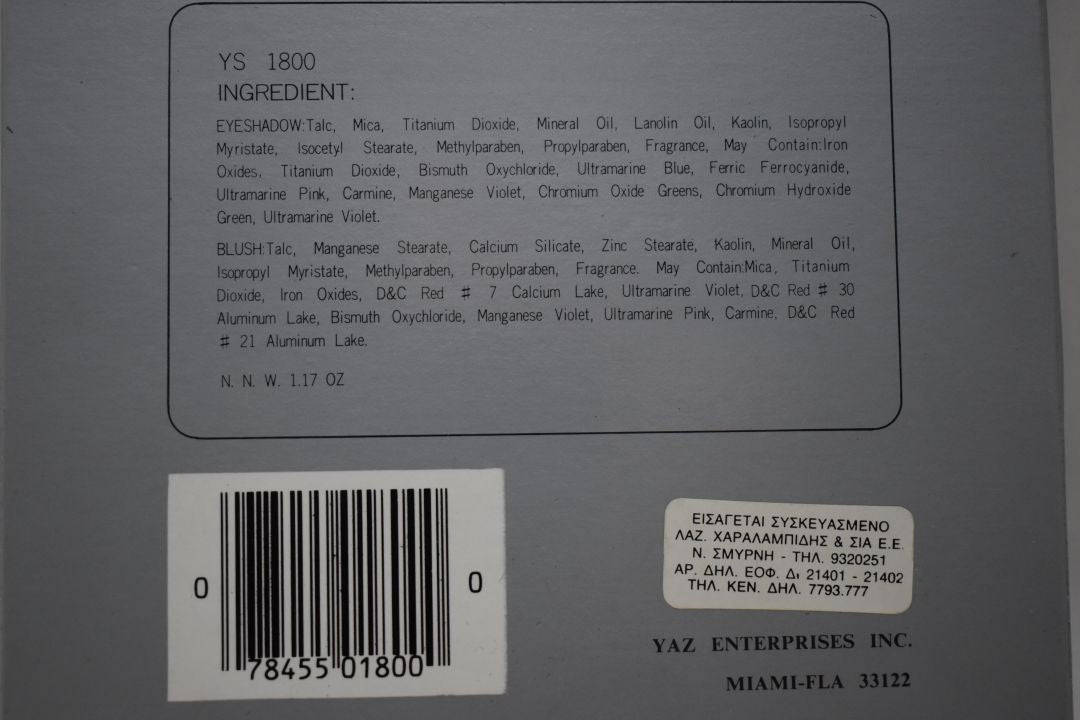 YS 1800
INGREDIENT:
EYESHADOW:Talc, Mica, Titanium Dioxide, Mineral Oil, Lanolin Oil, Kaolin, Isopropyl
Myristate, Isocetyl Stearate, Methylparaben, Propylparaben, Fragrance, May Contain:Iron
Oxides, Titanium Dioxide, Bismuth Oxychloride, Ultramarine Blue, Ferric Ferrocyanide,
Ultramarine Pink, Carmine, Manganese Violet, Chromium Oxide Greens, Chromium Hydroxide
Green, Ultramarine Violet.
BLUSH:Talc, Manganese Stearate, Calcium Silicate, Zinc Stearate, Kaolin, Mineral Oil,
Isopropyl Myristate, Methylparaben, Propylparaben, Fragrance. May Contain:Mica, Titanium
Dioxide, Iron Oxides, D&C Red # 7 Calcium Lake, Ultramarine Violet, D&C Red # 30
Aluminum Lake, Bismuth Oxychloride, Manganese Violet, Ultramarine Pink, Carmine, D&C Red
# 21 Aluminum Lake.
N. N. W. 1.17 OZ
0 78455 01800 0
ΕΙΣΑΓΕΤΑΙ ΣΥΣΚΕΥΑΣΜΕΝΟ
ΛΑΖ. ΧΑΡΑΛΑΜΠΙΔΗΣ & ΣΙΑ Ε.Ε.
Ν. ΣΜΥΡΝΗ - ΤΗΛ. 9320251
ΑΡ. ΔΗΛ. ΕΟΦ. Δ, 21401 - 21402
ΤΗΛ. ΚΕΝ. ΔΗΛ. 7793.777
YAZ ENTERPRISES INC.
MIAMI-FLA 33122